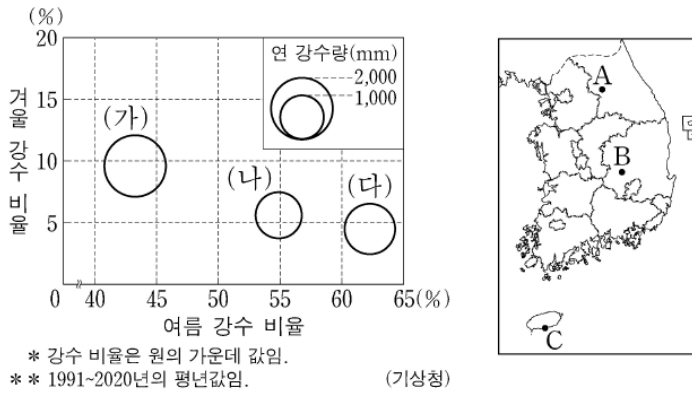 (%)
20
15
10
5
0
40
45
50
55
60
65(%)
겨울 강수 비율
여름 강수 비율
연 강수량(mm)
2,000
1,000
(가)
(나)
(다)
A
B
C
* 강수 비율은 원의 가운데 값임.
* * 1991~2020년의 평년값임.
(기상청)